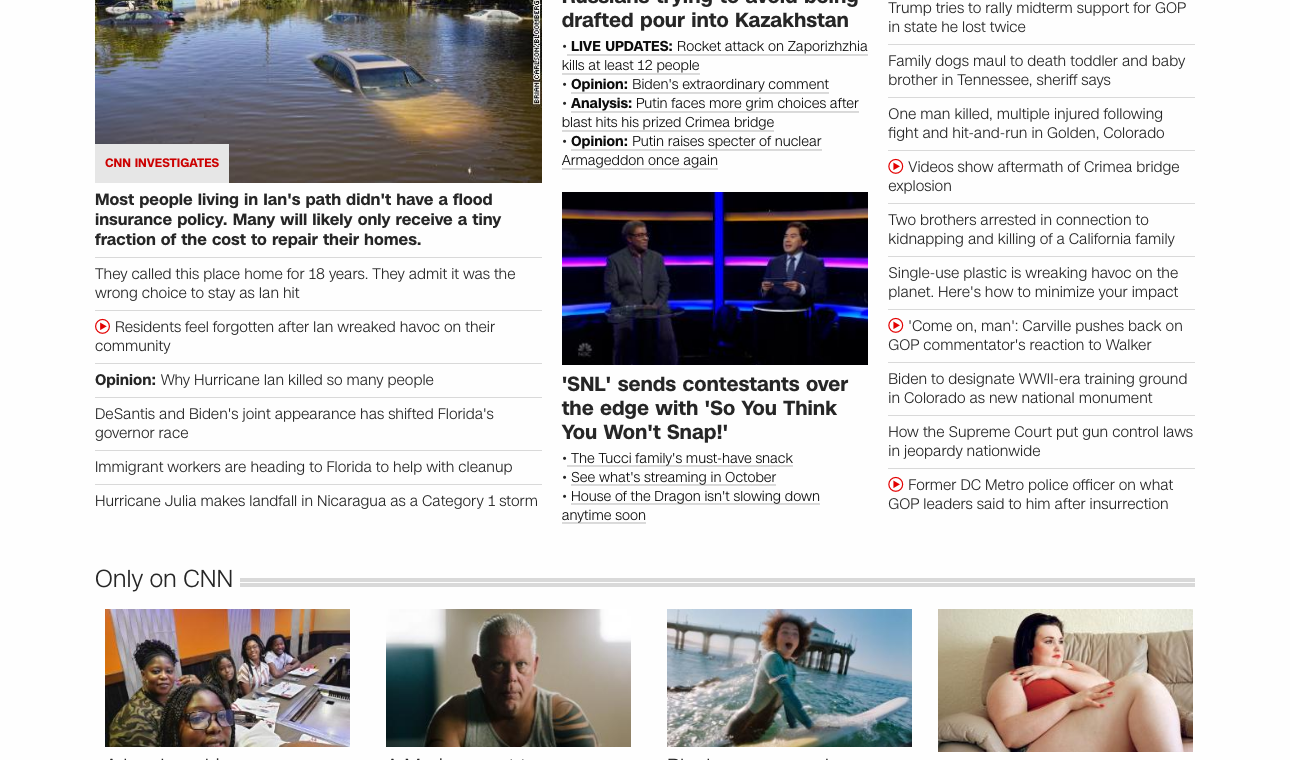 BRIAN CARLSON/BLOOMBERG
CNN INVESTIGATES
Most people living in Ian's path didn't have a flood
insurance policy. Many will likely only receive a tiny
fraction of the cost to repair their homes.
They called this place home for 18 years. They admit it was the
wrong choice to stay as Ian hit
Residents feel forgotten after Ian wreaked havoc on their
community
Opinion: Why Hurricane Ian killed so many people
DeSantis and Biden's joint appearance has shifted Florida's
governor race
Immigrant workers are heading to Florida to help with cleanup
Hurricane Julia makes landfall in Nicaragua as a Category 1 storm
Russians trying to avoid being
drafted pour into Kazakhstan
• LIVE UPDATES: Rocket attack on Zaporizhzhia
kills at least 12 people
• Opinion: Biden's extraordinary comment
• Analysis: Putin faces more grim choices after
blast hits his prized Crimea bridge
• Opinion: Putin raises specter of nuclear
Armageddon once again
NBC
'SNL' sends contestants over
the edge with 'So You Think
You Won't Snap!'
• The Tucci family's must-have snack
• See what's streaming in October
• House of the Dragon isn't slowing down
anytime soon
Trump tries to rally midterm support for GOP
in state he lost twice
Family dogs maul to death toddler and baby
brother in Tennessee, sheriff says
One man killed, multiple injured following
fight and hit-and-run in Golden, Colorado
Videos show aftermath of Crimea bridge
explosion
Two brothers arrested in connection to
kidnapping and killing of a California family
Single-use plastic is wreaking havoc on the
planet. Here's how to minimize your impact
'Come on, man': Carville pushes back on
GOP commentator's reaction to Walker
Biden to designate WWII-era training ground
in Colorado as new national monument
How the Supreme Court put gun control laws
in jeopardy nationwide
Former DC Metro police officer on what
GOP leaders said to him after insurrection
Only on CNN